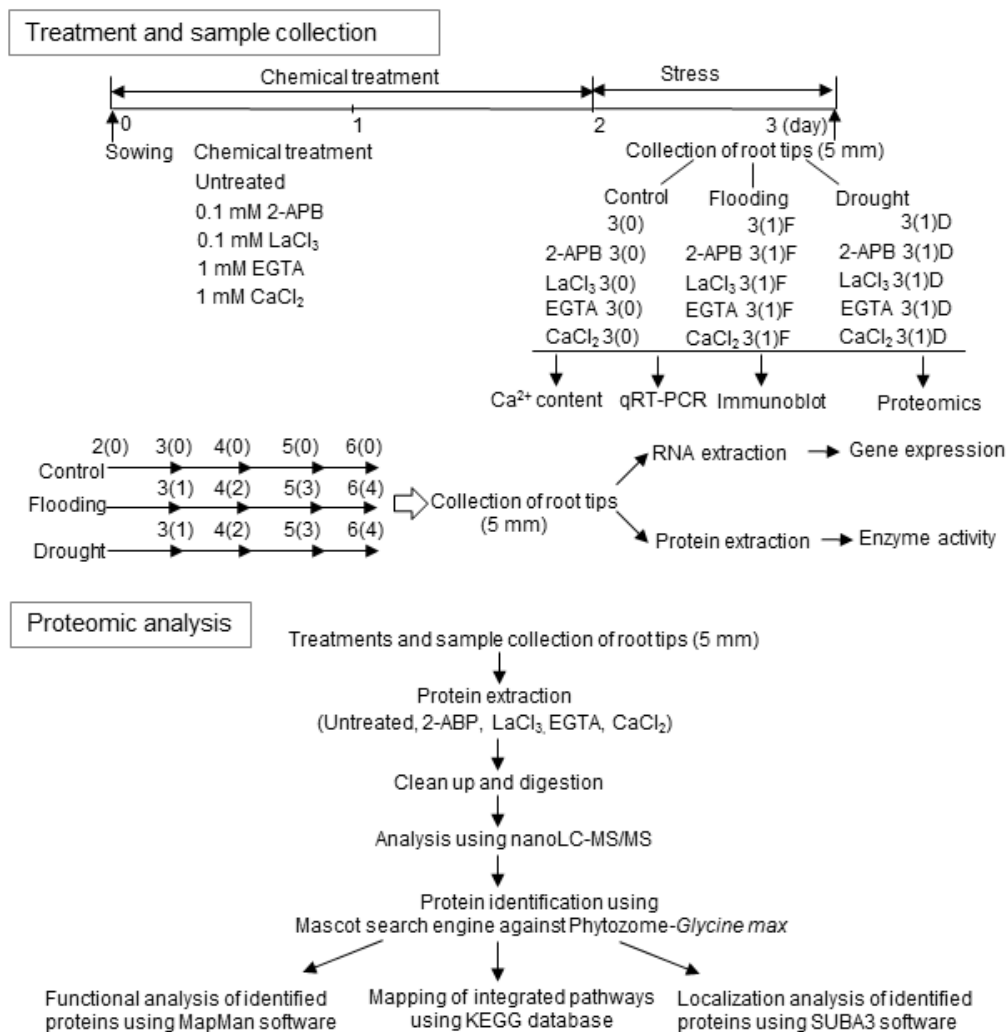 Treatment and sample collection
Chemical treatment
Stress
0
1
2
3 (day)
Sowing
Chemical treatment
Untreated
0.1 mM 2-APB
0.1 mM LaCl₃
1 mM EGTA
1 mM CaCl₂
Collection of root tips (5 mm)
Control Flooding Drought
3(0) 3(1)F 3(1)D
2-APB 3(0) 2-APB 3(1)F 2-APB 3(1)D
LaCl₃ 3(0) LaCl₃ 3(1)F LaCl₃ 3(1)D
EGTA 3(0) EGTA 3(1)F EGTA 3(1)D
CaCl₂ 3(0) CaCl₂ 3(1)F CaCl₂ 3(1)D
Ca²⁺ content qRT-PCR Immunoblot Proteomics
2(0) 3(0) 4(0) 5(0) 6(0)
Control
3(1) 4(2) 5(3) 6(4)
Flooding
3(1) 4(2) 5(3) 6(4)
Drought
Collection of root tips
(5 mm)
RNA extraction Gene expression
Protein extraction Enzyme activity
Proteomic analysis
Treatments and sample collection of root tips (5 mm)
Protein extraction
(Untreated, 2-ABP, LaCl₃, EGTA, CaCl₂)
Clean up and digestion
Analysis using nanoLC-MS/MS
Protein identification using
Mascot search engine against Phytozome-Glycine max
Functional analysis of identified
proteins using MapMan software
Mapping of integrated pathways
using KEGG database
Localization analysis of identified
proteins using SUBA3 software